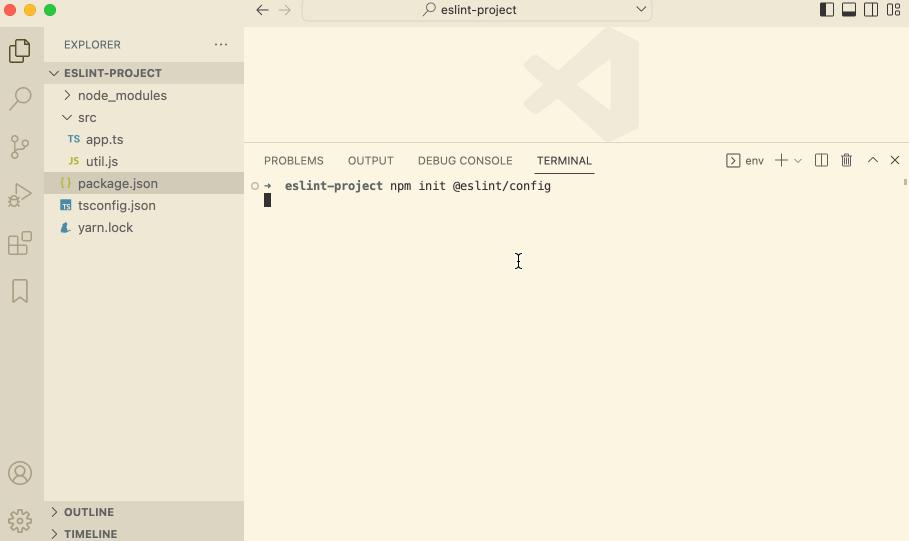 eslint-project
EXPLORER
ESLINT-PROJECT
node_modules
src
TS app.ts
JS util.js
{} package.json
TS tsconfig.json
yarn.lock
OUTLINE
TIMELINE
PROBLEMS OUTPUT DEBUG CONSOLE TERMINAL
env
eslint-project npm init @eslint/config